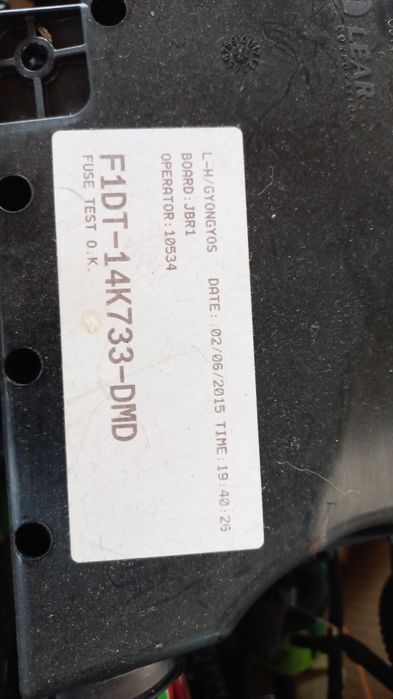 LEAR
CORPORATION
L-H/GYONGYOS DATE: 02/06/2015 TIME:19:40:26
BOARD:JBR1
OPERATOR:10534
F1DT-14K733-DMD
FUSE TEST O.K.